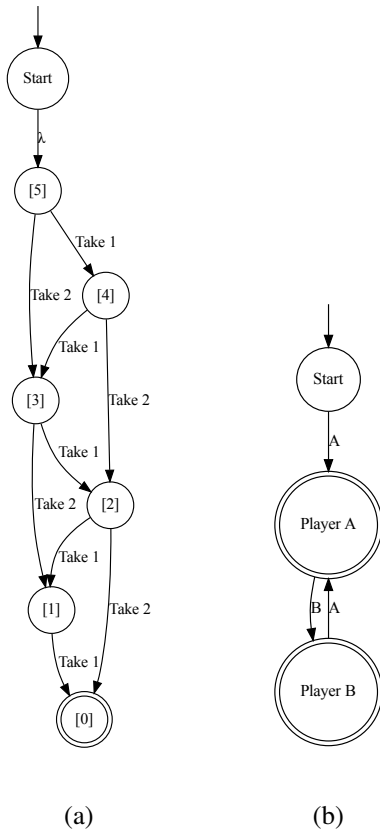 Start
λ
[5]
Take 1
Take 2
[4]
Take 1
[3]
Take 2
Take 1
Take 2
[2]
Take 1
[1]
Take 2
Take 1
[0]
(a)
Start
A
Player A
B
A
Player B
(b)